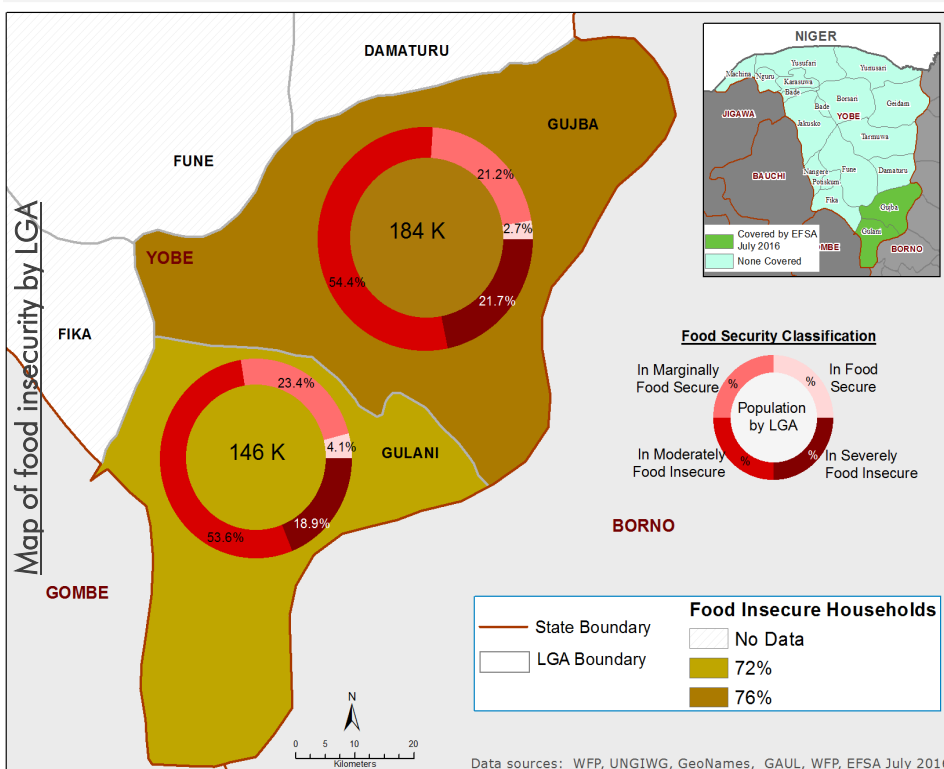 Map of food insecurity by LGA
DAMATURU
FUNE
GUJBA
YOBE
FIKA
GULANI
GOMBE
BORNO
184 K
21.2%
2.7%
21.7%
54.4%
146 K
23.4%
4.1%
18.9%
53.6%
NIGER
Machina
Nguru
Yusufari
Yunusari
Karasuwa
Bade
Bade
Borsari
Geidam
YOBE
JIGAWA
Jakusko
Tarmuwa
BAUCHI
Nangere
Potiskum
Fune
Damaturu
Fika
Gujba
Gulani
OMBE
BORNO
Covered by EFSA
July 2016
None Covered
Food Security Classification
In Marginally
Food Secure
%
In Food
Secure
%
Population
by LGA
In Moderately
Food Insecure
%
In Severely
Food Insecure
%
State Boundary
LGA Boundary
Food Insecure Households
No Data
72%
76%
N
0 5 10 20
Kilometers
Data sources: WFP, UNGIWG, GeoNames, GAUL, WFP, EFSA July 2016